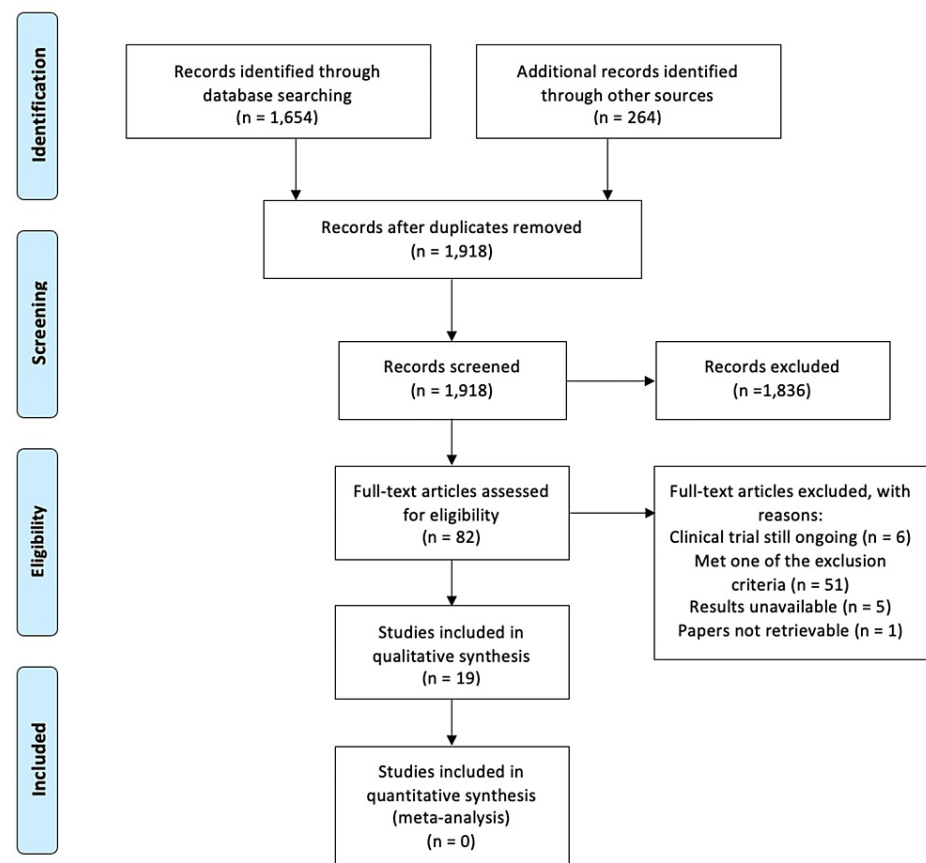 Identification
Records identified through
database searching
(n = 1,654)
Additional records identified
through other sources
(n = 264)
Records after duplicates removed
(n = 1,918)
Screening
Records screened
(n = 1,918)
Records excluded
(n =1,836)
Eligibility
Full-text articles assessed
for eligibility
(n = 82)
Full-text articles excluded, with
reasons:
Clinical trial still ongoing (n = 6)
Met one of the exclusion
criteria (n = 51)
Results unavailable (n = 5)
Papers not retrievable (n = 1)
Studies included in
qualitative synthesis
(n = 19)
Included
Studies included in
quantitative synthesis
(meta-analysis)
(n = 0)